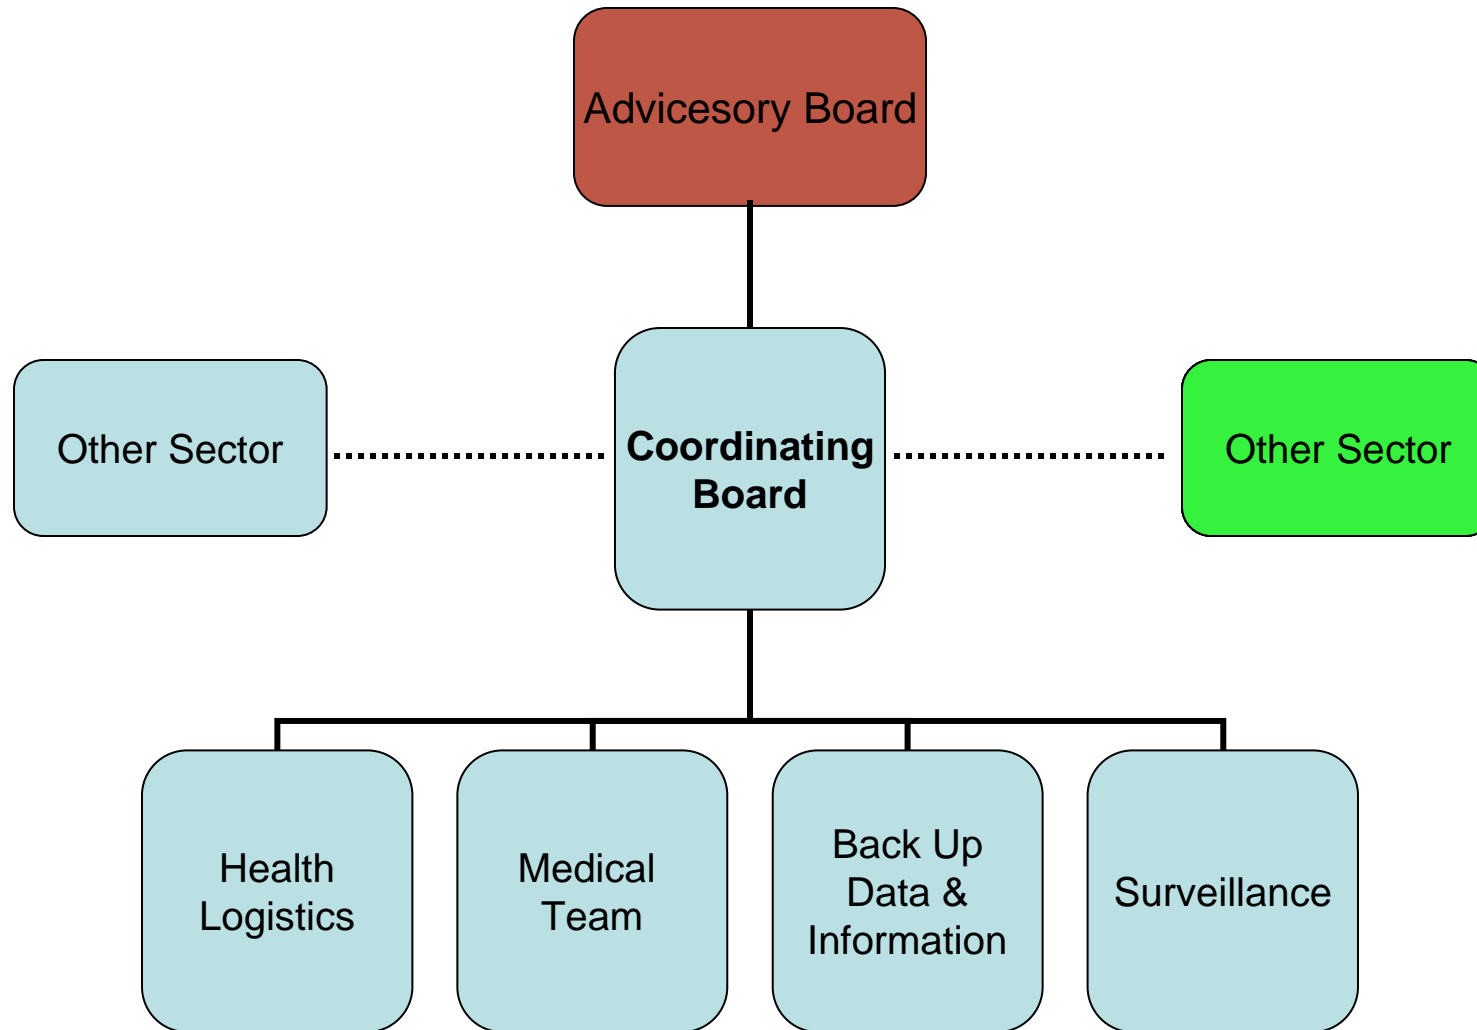 Advicesory Board
Other Sector
Coordinating
Board
Other Sector
Health
Logistics
Medical
Team
Back Up
Data &
Information
Surveillance